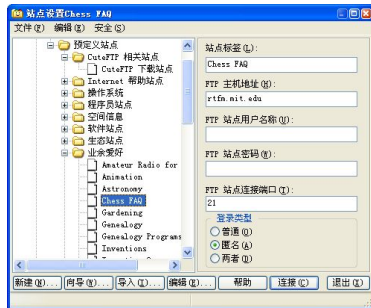 站点设置Chess FAQ
文件(F) 编辑(E) 安全(S)
预定义站点
CuteFTP 相关站点
CuteFTP 下载站点
Internet 帮助站点
操作系统
程序员站点
空间信息
软件站点
生态站点
业余爱好
Amateur Radio for
Animation
Astronomy
Chess FAQ
Gardening
Genealogy
Genealogy Programs
Inventions
站点标签(L):
Chess FAQ
FTP 主机地址(H):
rtfm.mit.edu
FTP 站点用户名称(U):
FTP 站点密码(W):
FTP 站点连接端口(T):
21
登录类型
普通(O)
匿名(A)
两者(D)
新建(N)... 向导(W)... 导入(I)... 编辑(E)... 帮助 连接(C) 退出(X)